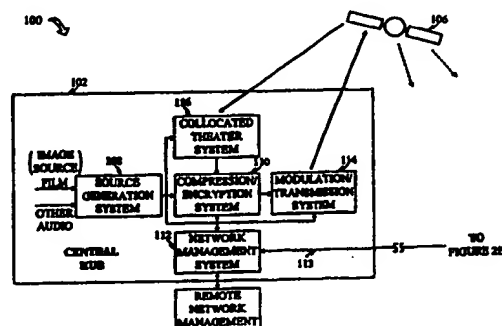 100
106
102
116
COLLOCATED
THEATER
SYSTEM
(IMAGE
SOURCE)
FILM
108
SOURCE
GENERATION
SYSTEM
110
COMPRESSION/
ENCRYPTION
SYSTEM
114
MODULATION/
TRANSMISSION
SYSTEM
OTHER
AUDIO
112
NETWORK
MANAGEMENT
SYSTEM
CENTRAL
HUB
113
TO
REMOTE NETWORK
MANAGEMENT